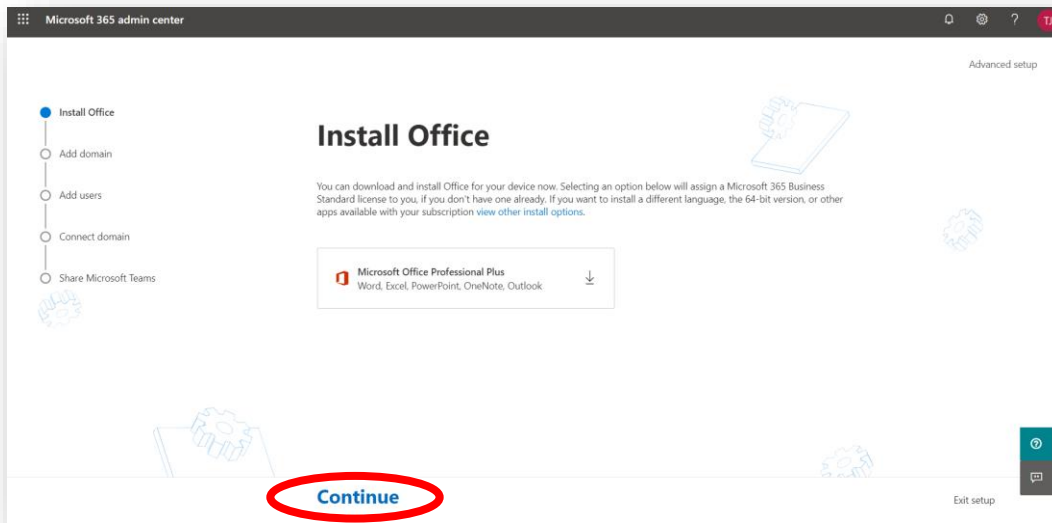 Microsoft 365 admin center
?
TJ
Advanced setup
Install Office
Add domain
Add users
Connect domain
Share Microsoft Teams
Install Office
You can download and install Office for your device now. Selecting an option below will assign a Microsoft 365 Business
Standard license to you, if you don't have one already. If you want to install a different language, the 64-bit version, or other
apps available with your subscription view other install options.
Microsoft Office Professional Plus
Word, Excel, PowerPoint, OneNote, Outlook
Continue
Exit setup